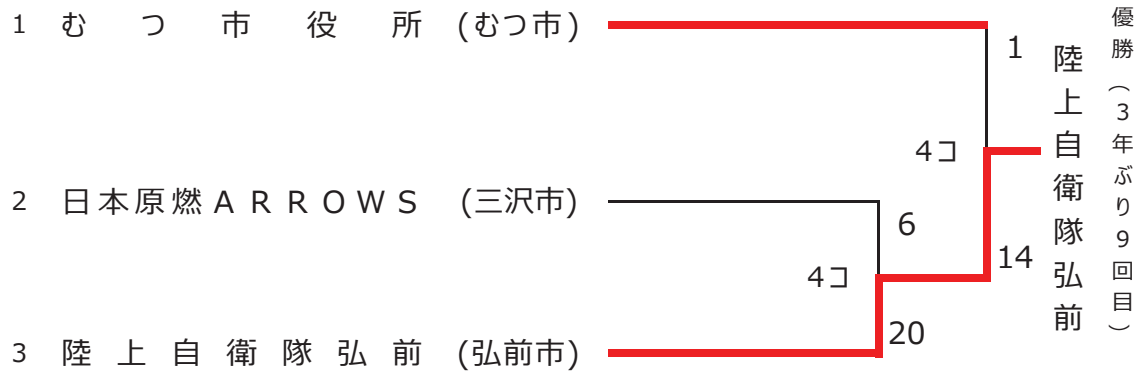 1 むつ市役所 (むつ市)
1
4コ
2 日本原燃ARROWS (三沢市)
6
14
4コ
20
3 陸上自衛隊弘前 (弘前市)
陸上自衛隊弘前
優勝(3年ぶり9回目)